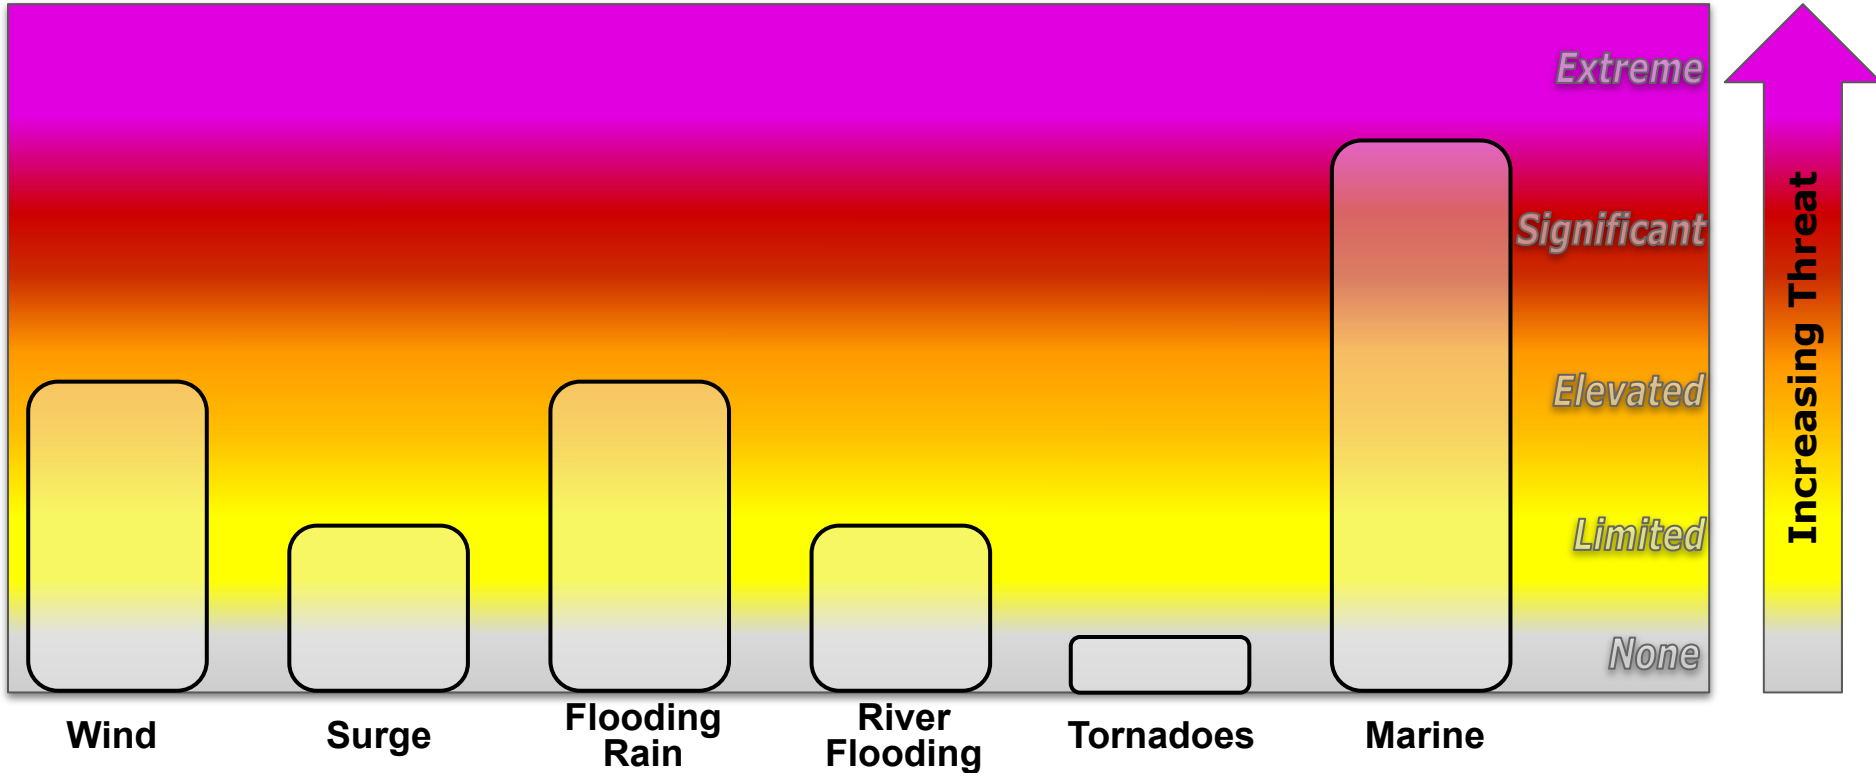 Extreme
Significant
Elevated
Limited
None
Increasing Threat
Wind
Surge
Flooding
Rain
River
Flooding
Tornadoes
Marine